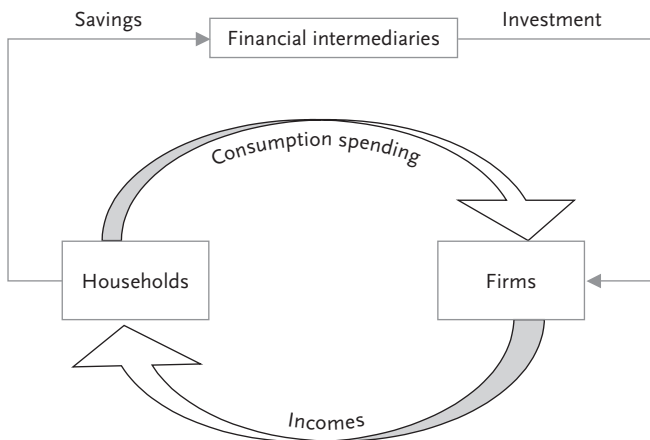 Savings
Investment
Financial intermediaries
Consumption spending
Households
Firms
Incomes